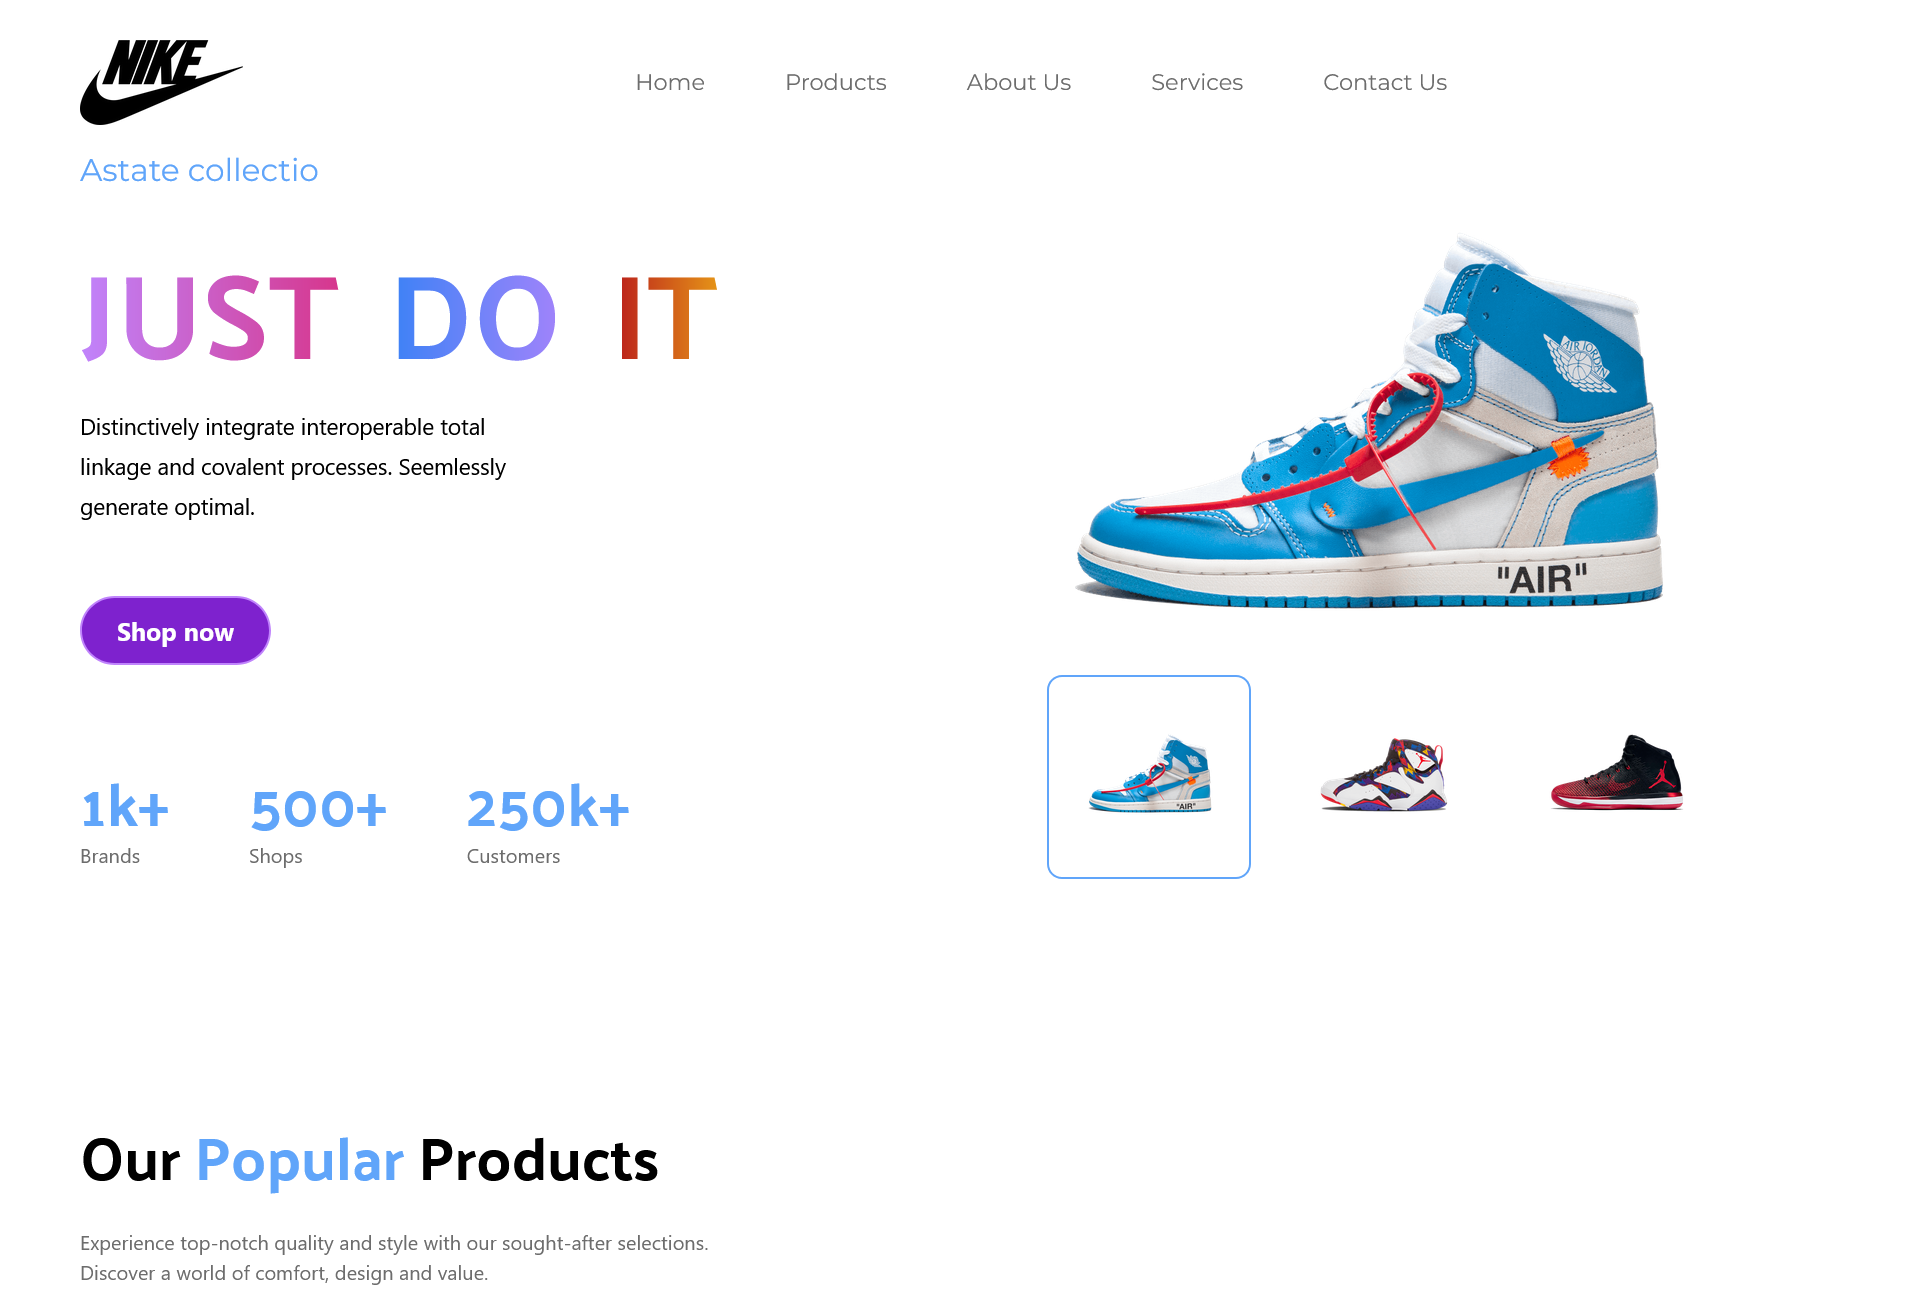 NIKE
Home Products About Us Services Contact Us
Astate collectio
JUST DO IT
Distinctively integrate interoperable total
linkage and covalent processes. Seemlessly
generate optimal.
Shop now
1k+ 500+ 250k+
Brands Shops Customers
AIR JORDAN
"AIR"
"AIR"
Our Popular Products
Experience top-notch quality and style with our sought-after selections.
Discover a world of comfort, design and value.